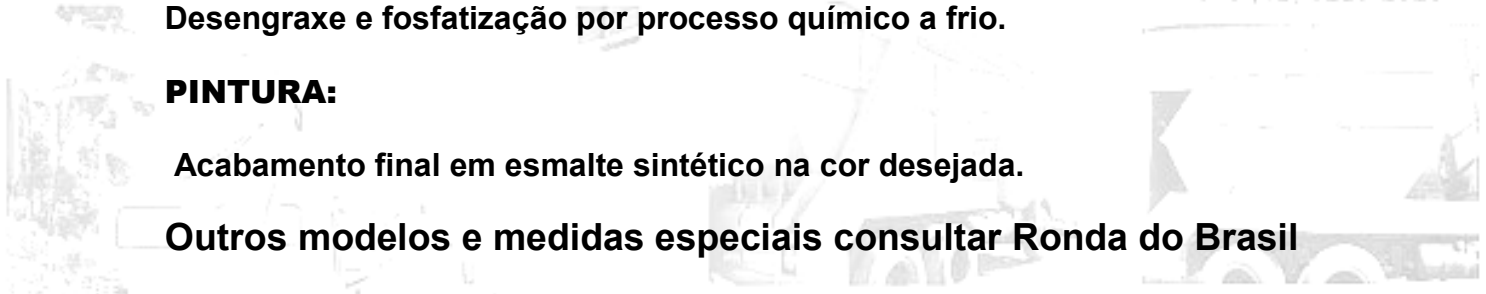 Desengraxe e fosfatização por processo químico a frio.
PINTURA:
Acabamento final em esmalte sintético na cor desejada.
Outros modelos e medidas especiais consultar Ronda do Brasil